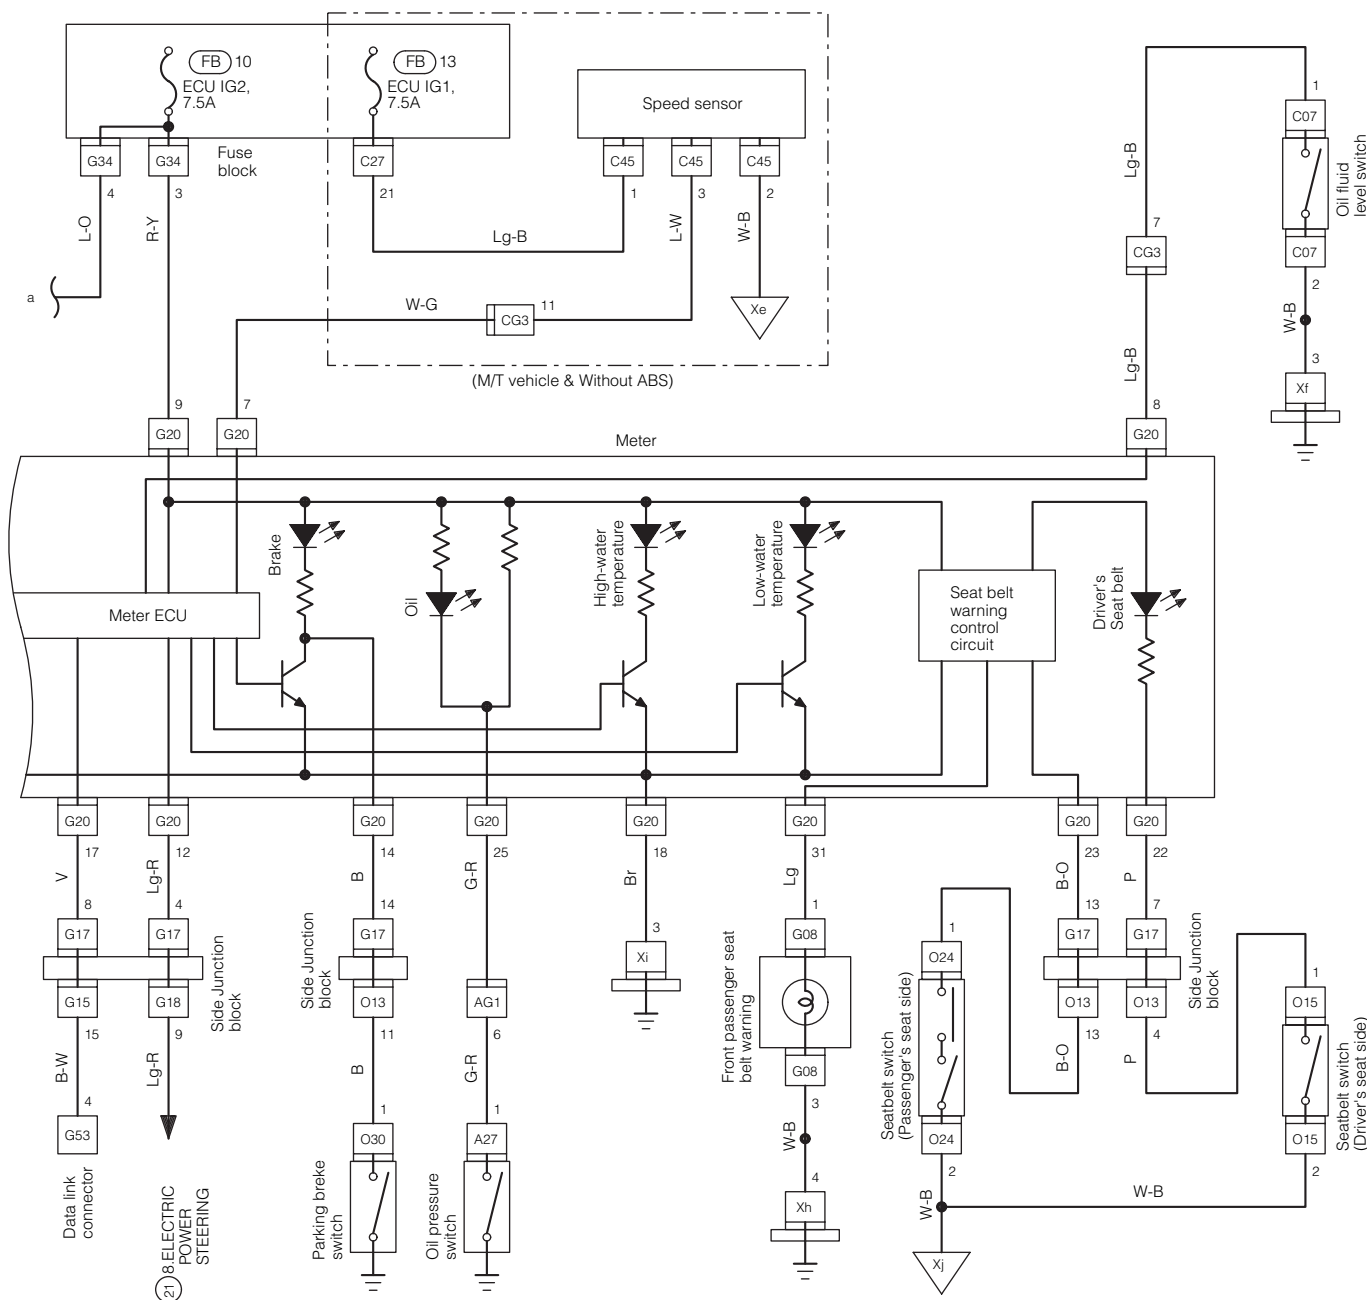 FB 10
ECU IG2,
7.5A
FB 13
ECU IG1,
7.5A
Speed sensor
G34
G34
Fuse
block
C27
C45
C45
C45
4
3
21
1
3
2
L-O
R-Y
Lg-B
L-W
W-B
a
W-G
CG3
11
Xe
(M/T vehicle & Without ABS)
1
C07
Oil fluid
level switch
C07
2
W-B
3
Xf
Lg-B
7
CG3
Lg-B
8
G20
9
G20
7
G20
Meter
Brake
Oil
High-water
temperature
Low-water
temperature
Seat belt
warning
control
circuit
Driver's
Seat belt
Meter ECU
G20
G20
G20
G20
G20
G20
G20
G20
17
12
14
25
18
31
23
22
V
Lg-R
B
G-R
Br
Lg
B-O
P
8
4
14
3
1
13
7
G17
G17
Side Junction
block
G15
G18
15
9
B-W
Lg-R
4
G53
Data link
connector
21 8.ELECTRIC
POWER
STEERING
Side Junction
block
G17
O13
11
B
1
O30
Parking breke
switch
AG1
6
G-R
1
A27
Oil pressure
switch
Xi
G08
Front passenger seat
belt warning
G08
3
W-B
4
Xh
1
O24
Seatbelt switch
(Passenger's seat side)
O24
2
W-B
Xj
G17
G17
Side Junction
block
O13
O13
13
4
B-O
P
1
O15
Seatbelt switch
(Driver's seat side)
O15
2
W-B